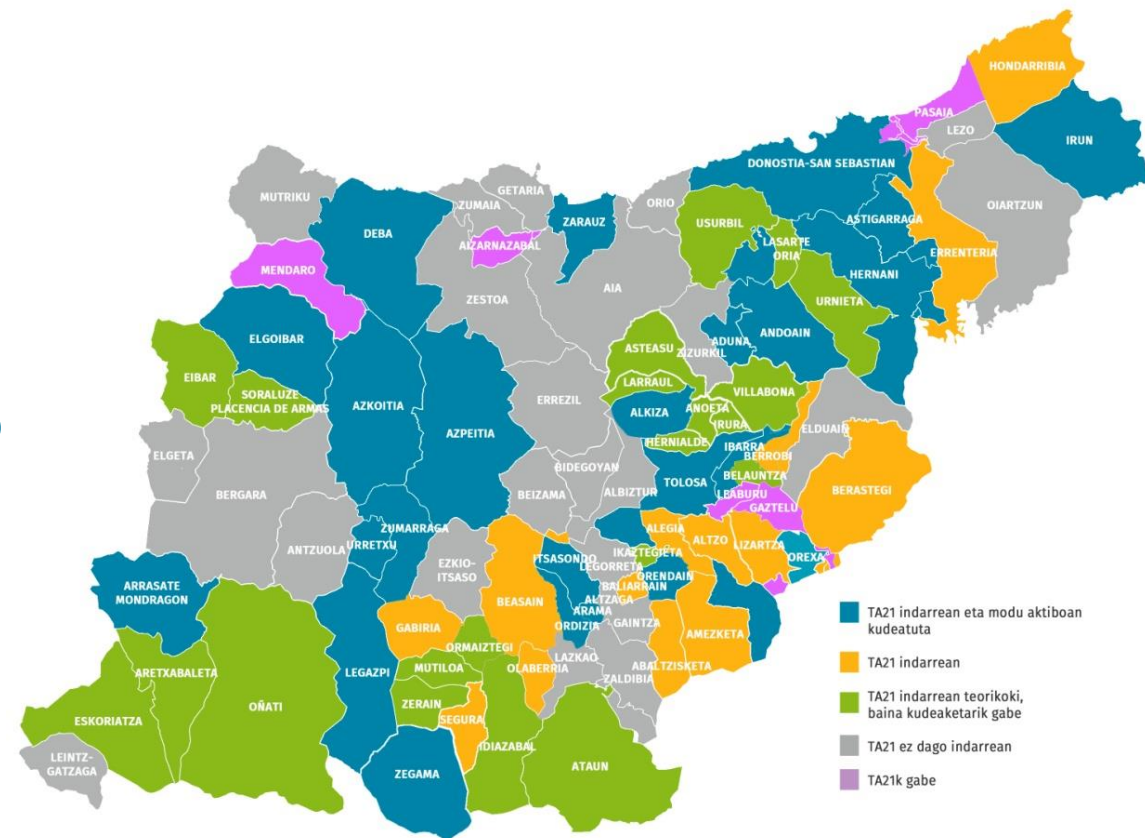 HONDARRIBIA
PASAIA
LEZO
IRUN
DONOSTIA-SAN SEBASTIAN
MUTRIKU
GETARIA
ZUMAIA
ORIO
OIARTZUN
DEBA
ZARAUZ
USURBIL
ASTIGARRAGA
AIZARNAZABAL
LASARTE
ORIA
ERRENTERIA
MENDARO
HERNANI
ZESTOA
AIA
URNIETA
ELGOIBAR
ANDOAIN
ADUNA
ASTEASU
ZIZURKIL
EIBAR
LARRAUL
VILLABONA
SORALUZE
PLACENCIA DE ARMAS
ERREZIL
AZKOITIA
ALKIZA
ANOETA
IRURA
ELDUAIN
AZPEITIA
HERNIALDE
IBARRA
BERROBI
ELGETA
BIDEGOYAN
BELAUNTZA
BERGARA
BEIZAMA
ALBIZTUR
TOLOSA
LEABURU
GAZTELU
BERASTEGI
ZUMARRAGA
ALEGIA
ALTZO
LIZARTZA
ANTZUOLA
URRETXU
EZKIO-
ITSASO
ITSASONDO
IKAZTEGIETA
OREXA
LEGORRETA
ORENDAIN
ARRASATE
MONDRAGON
BEASAIN
BALIARRAIN
ALTZAGA
ARAMA
GABIRIA
ORDIZIA
GAINTZA
AMEZKETA
ORMAIZTEGI
LEGAZPI
MUTILOA
OLABERRIA
LAZKAO
ABALTZISKETA
ZALDIBIA
ARETXABALETA
OÑATI
ZERAIN
ESKORIATZA
SEGURA
IDIAZABAL
ATAUN
LEINTZ-
GATZAGA
ZEGAMA
TA21 indarrean eta modu aktiboan
kudeatuta
TA21 indarrean
TA21 indarrean teorikoki,
baina kudeaketarik gabe
TA21 ez dago indarrean
TA21k gabe